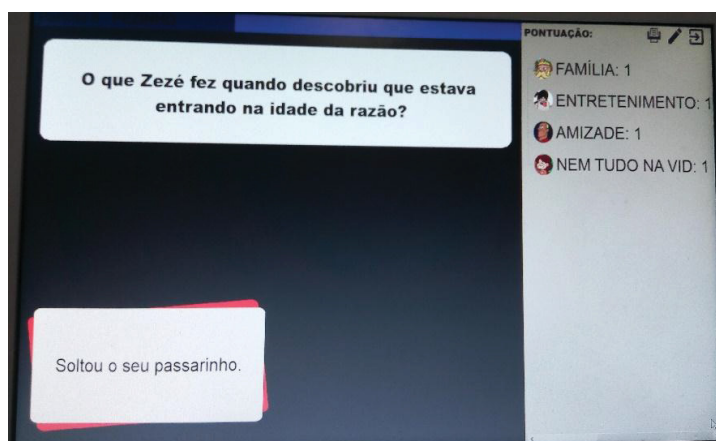 O que Zezé fez quando descobriu que estava
entrando na idade da razão?
Soltou o seu passarinho.
PONTUAÇÃO:
FAMÍLIA: 1
ENTRETENIMENTO: 1
AMIZADE: 1
NEM TUDO NA VID: 1